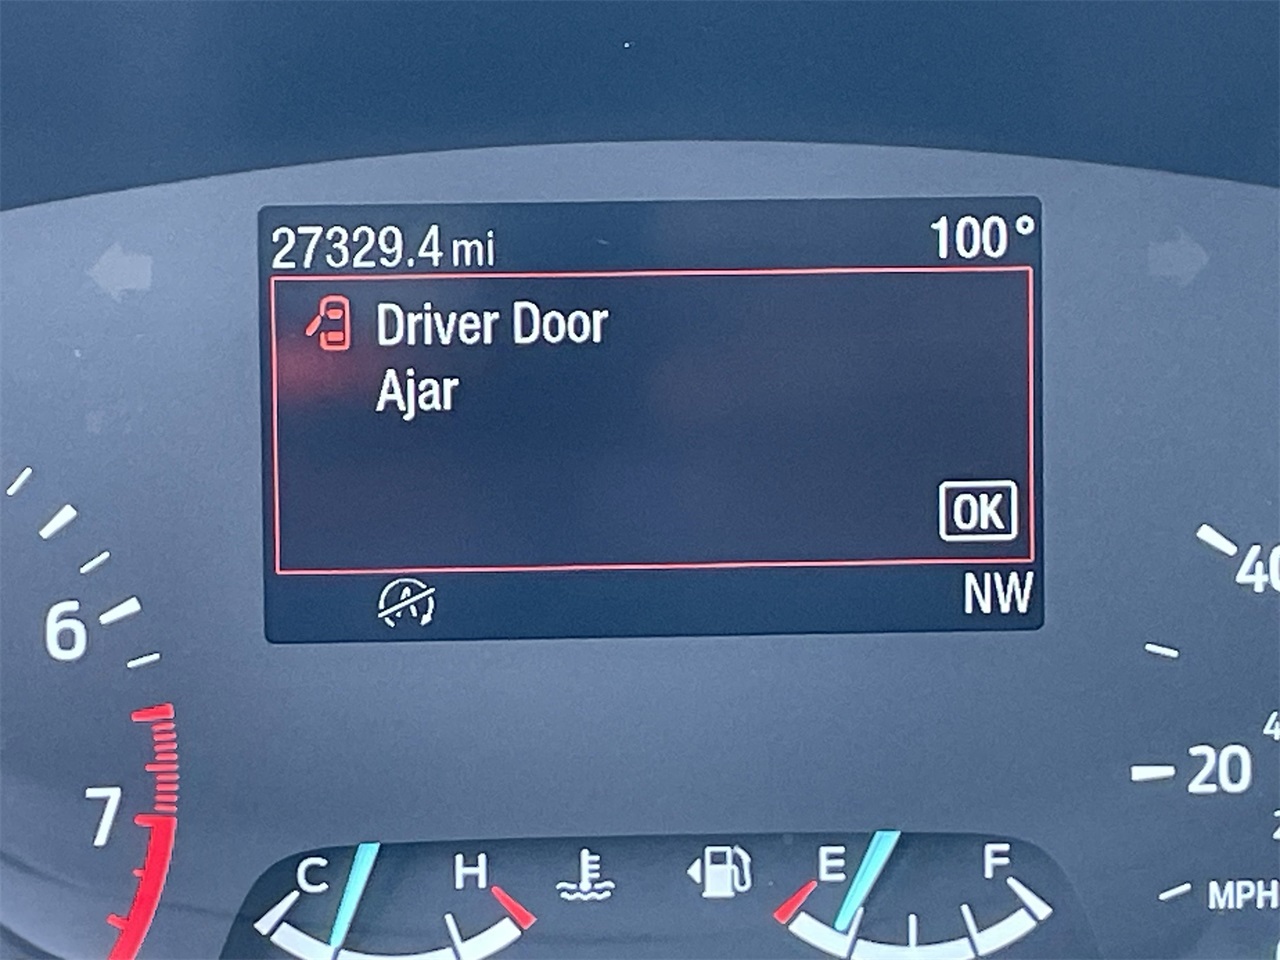 27329.4 mi 100°
Driver Door
Ajar
OK
NW
6
7
40
20
MPH
C H E F